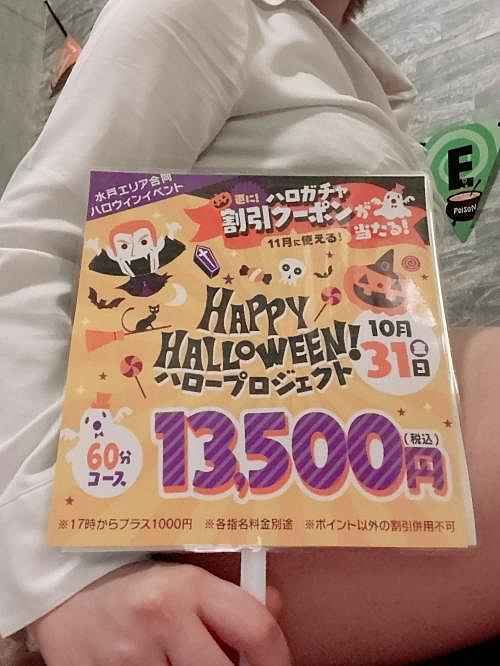 水戸エリア合同
ハロウィンイベント
更に!
ハロガチャ
割引クーポンが
当たる!
11月に使える!
HAPPY
HALLOWEEN!
ハロープロジェクト
10月
31日
金
60分
コース
13,500円
(税込)
※17時からプラス1000円 ※各指名料金別途 ※ポイント以外の割引併用不可
E
POISON